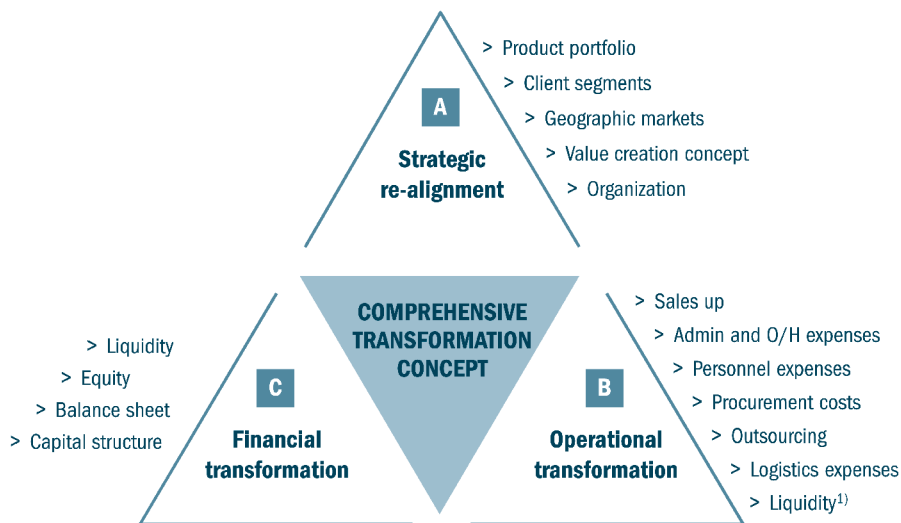 > Product portfolio
> Client segments
> Geographic markets
> Value creation concept
> Organization
A
Strategic
re-alignment
COMPREHENSIVE
TRANSFORMATION
CONCEPT
> Liquidity
> Equity
> Balance sheet
> Capital structure
C
Financial
transformation
> Sales up
> Admin and O/H expenses
> Personnel expenses
> Procurement costs
> Outsourcing
> Logistics expenses
> Liquidity¹⁾
B
Operational
transformation